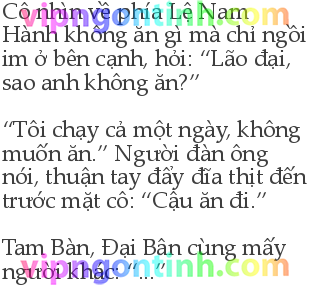 vipngontinh.com
Cô nhìn về phía Lệ Nam
Hành không ăn gì mà chỉ ngồi
im ở bên cạnh, hỏi: “Lão đại,
sao anh không ăn?”
“Tôi chạy cả một ngày, không
muốn ăn.” Người đàn ông
nói, thuận tay đẩy đĩa thịt đến
trước mặt cô: “Cậu ăn đi.”
Tam Bàn, Đại Bân cùng mấy
người khác: “...”
vipngontinh.com